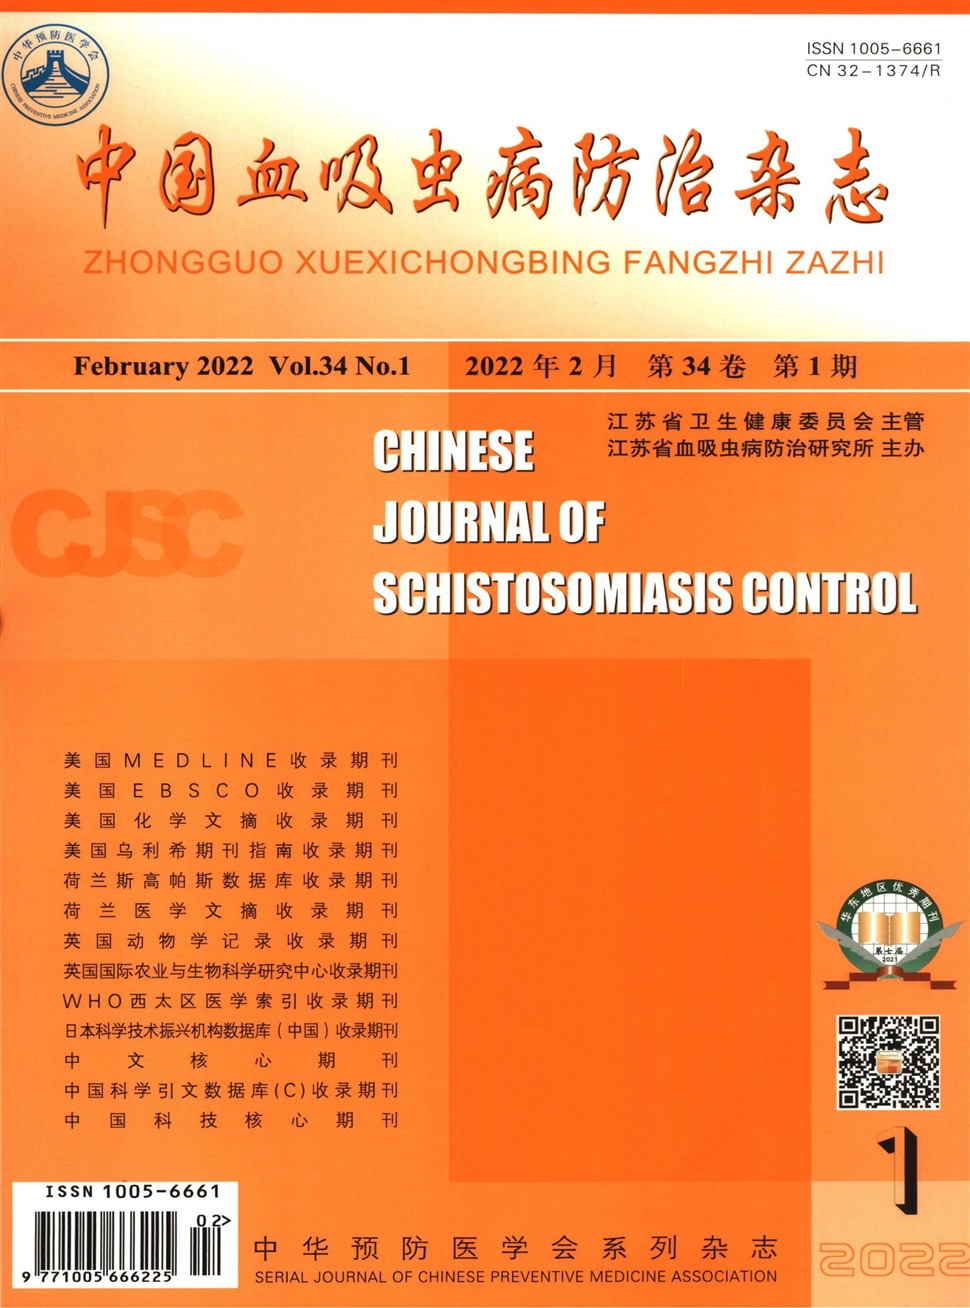 中华预防医学会
CHINESE PREVENTIVE MEDICINE ASSOCIATION
ISSN 1005-6661
CN 32-1374/R
中国血吸虫病防治杂志
ZHONGGUO XUEXICHONGBING FANGZHI ZAZHI
February 2022 Vol.34 No.1 2022年2月 第34卷 第1期
江苏省卫生健康委员会 主管
江苏省血吸虫病防治研究所 主办
CHINESE
JOURNAL OF
SCHISTOSOMIASIS CONTROL
CJSC
美国MEDLINE收录期刊
美国EBSCO收录期刊
美国化学文摘收录期刊
美国乌利希期刊指南收录期刊
荷兰斯高帕斯数据库收录期刊
荷兰医学文摘收录期刊
英国动物学记录收录期刊
英国国际农业与生物科学研究中心收录期刊
WHO西太区医学索引收录期刊
日本科学技术振兴机构数据库(中国)收录期刊
中文核心期刊
中国科学引文数据库(C)收录期刊
中国科技核心期刊
华东地区优秀期刊
第七届
2021
1
2022
ISSN 1005-6661
02>
9 771005 666225
中华预防医学会系列杂志
SERIAL JOURNAL OF CHINESE PREVENTIVE MEDICINE ASSOCIATION